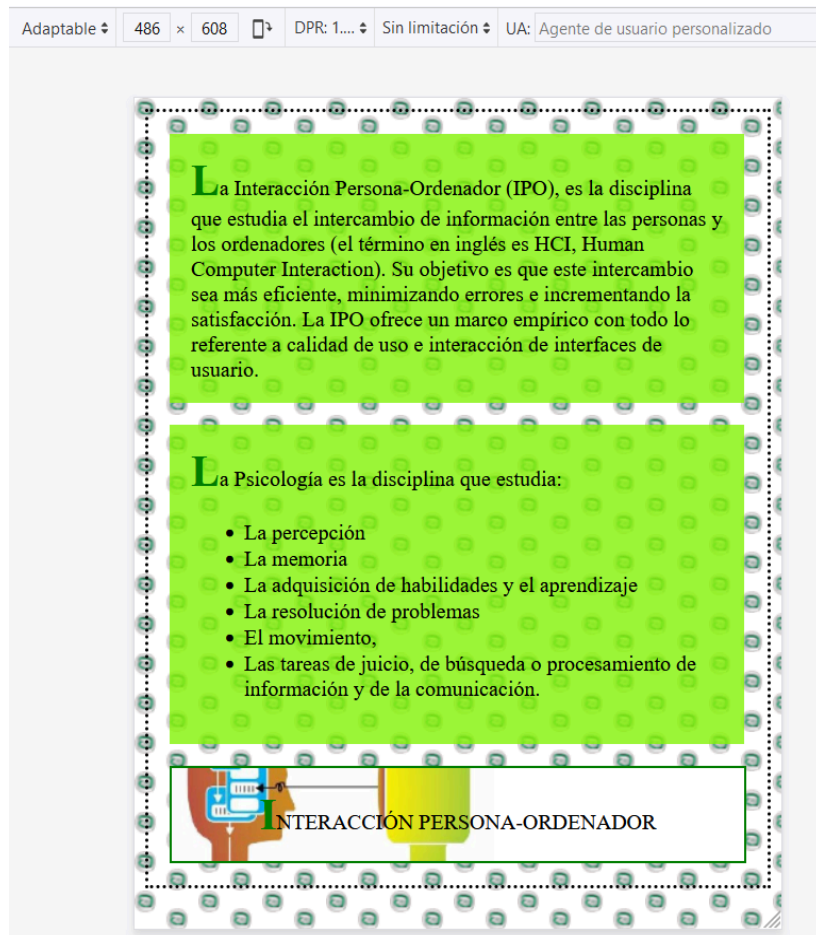 Adaptable 486 × 608 DPR: 1.... Sin limitación UA: Agente de usuario personalizado
La Interacción Persona-Ordenador (IPO), es la disciplina
que estudia el intercambio de información entre las personas y
los ordenadores (el término en inglés es HCI, Human
Computer Interaction). Su objetivo es que este intercambio
sea más eficiente, minimizando errores e incrementando la
satisfacción. La IPO ofrece un marco empírico con todo lo
referente a calidad de uso e interacción de interfaces de
usuario.
La Psicología es la disciplina que estudia:
• La percepción
• La memoria
• La adquisición de habilidades y el aprendizaje
• La resolución de problemas
• El movimiento,
• Las tareas de juicio, de búsqueda o procesamiento de
información y de la comunicación.
INTERACCIÓN PERSONA-ORDENADOR